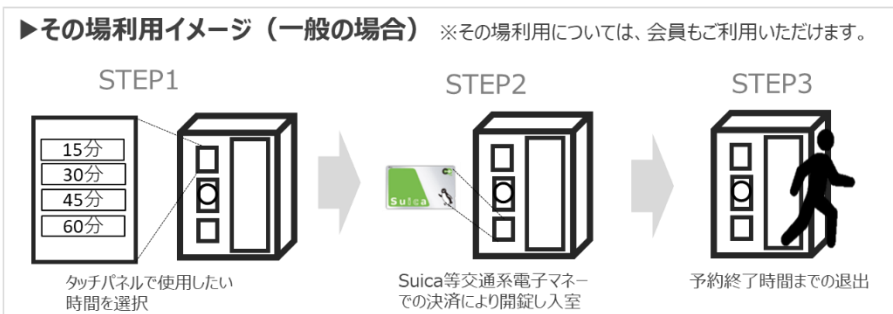 ▶その場利用イメージ（一般の場合） ※その場利用については、会員もご利用いただけます。
STEP1
STEP2
STEP3
15分
30分
45分
60分
Suica
タッチパネルで使用したい
時間を選択
Suica等交通系電子マネー
での決済により開錠し入室
予約終了時間までの退出